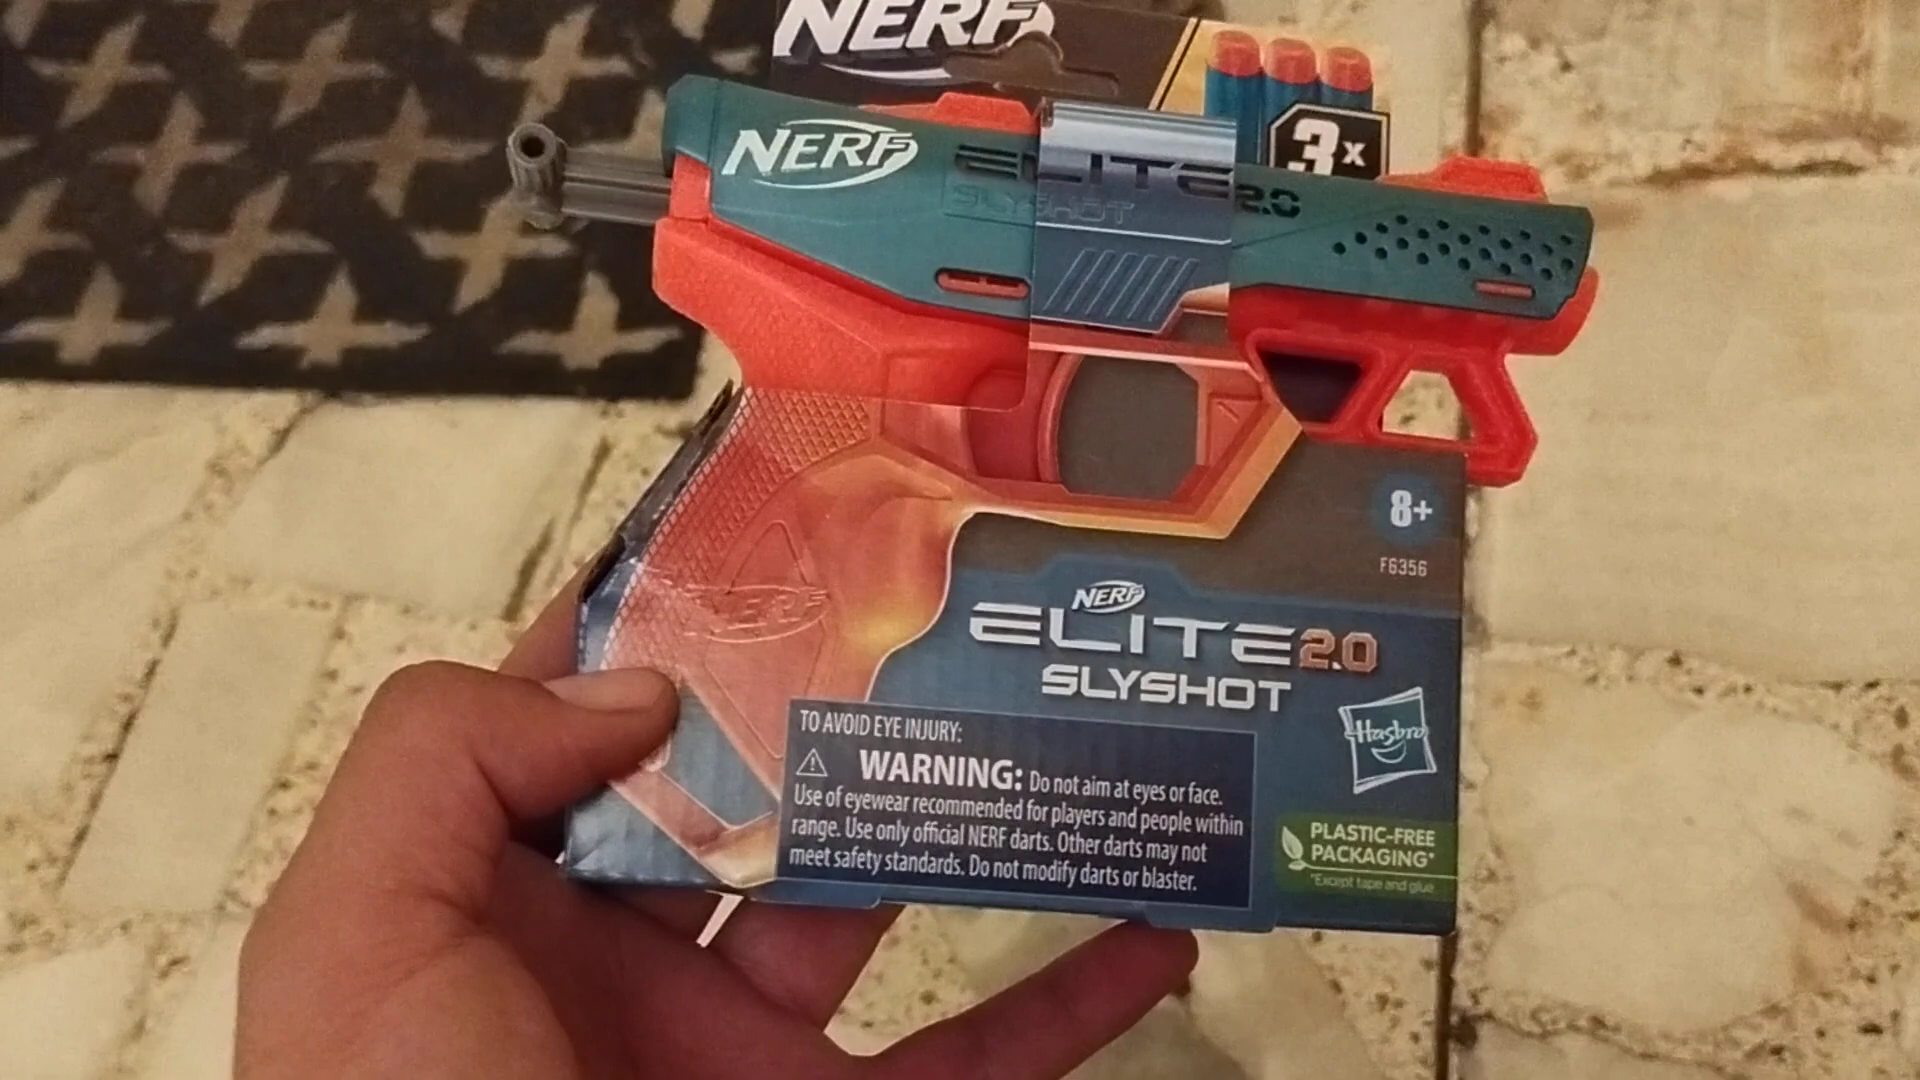 NERF
3x
NERF
ELITE 2.0
SLYSHOT
8+
F6356
NERF
NERF
ELITE 2.0
SLYSHOT
Hasbro
TO AVOID EYE INJURY:
WARNING: Do not aim at eyes or face.
Use of eyewear recommended for players and people within
range. Use only official NERF darts. Other darts may not
meet safety standards. Do not modify darts or blaster.
PLASTIC-FREE
PACKAGING*
*Except tape and glue